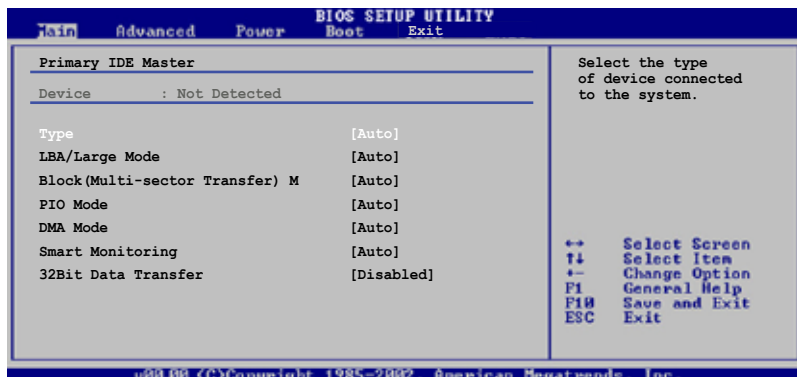 BIOS SETUP UTILITY
Main Advanced Power Boot Exit
Primary IDE Master
Device : Not Detected
Type [Auto]
LBA/Large Mode [Auto]
Block(Multi-sector Transfer) M [Auto]
PIO Mode [Auto]
DMA Mode [Auto]
Smart Monitoring [Auto]
32Bit Data Transfer [Disabled]
Select the type
of device connected
to the system.
←→ Select Screen
↑↓ Select Item
+- Change Option
F1 General Help
F10 Save and Exit
ESC Exit
v00.00 (C)Copyright 1985-2002, American Megatrends, Inc.